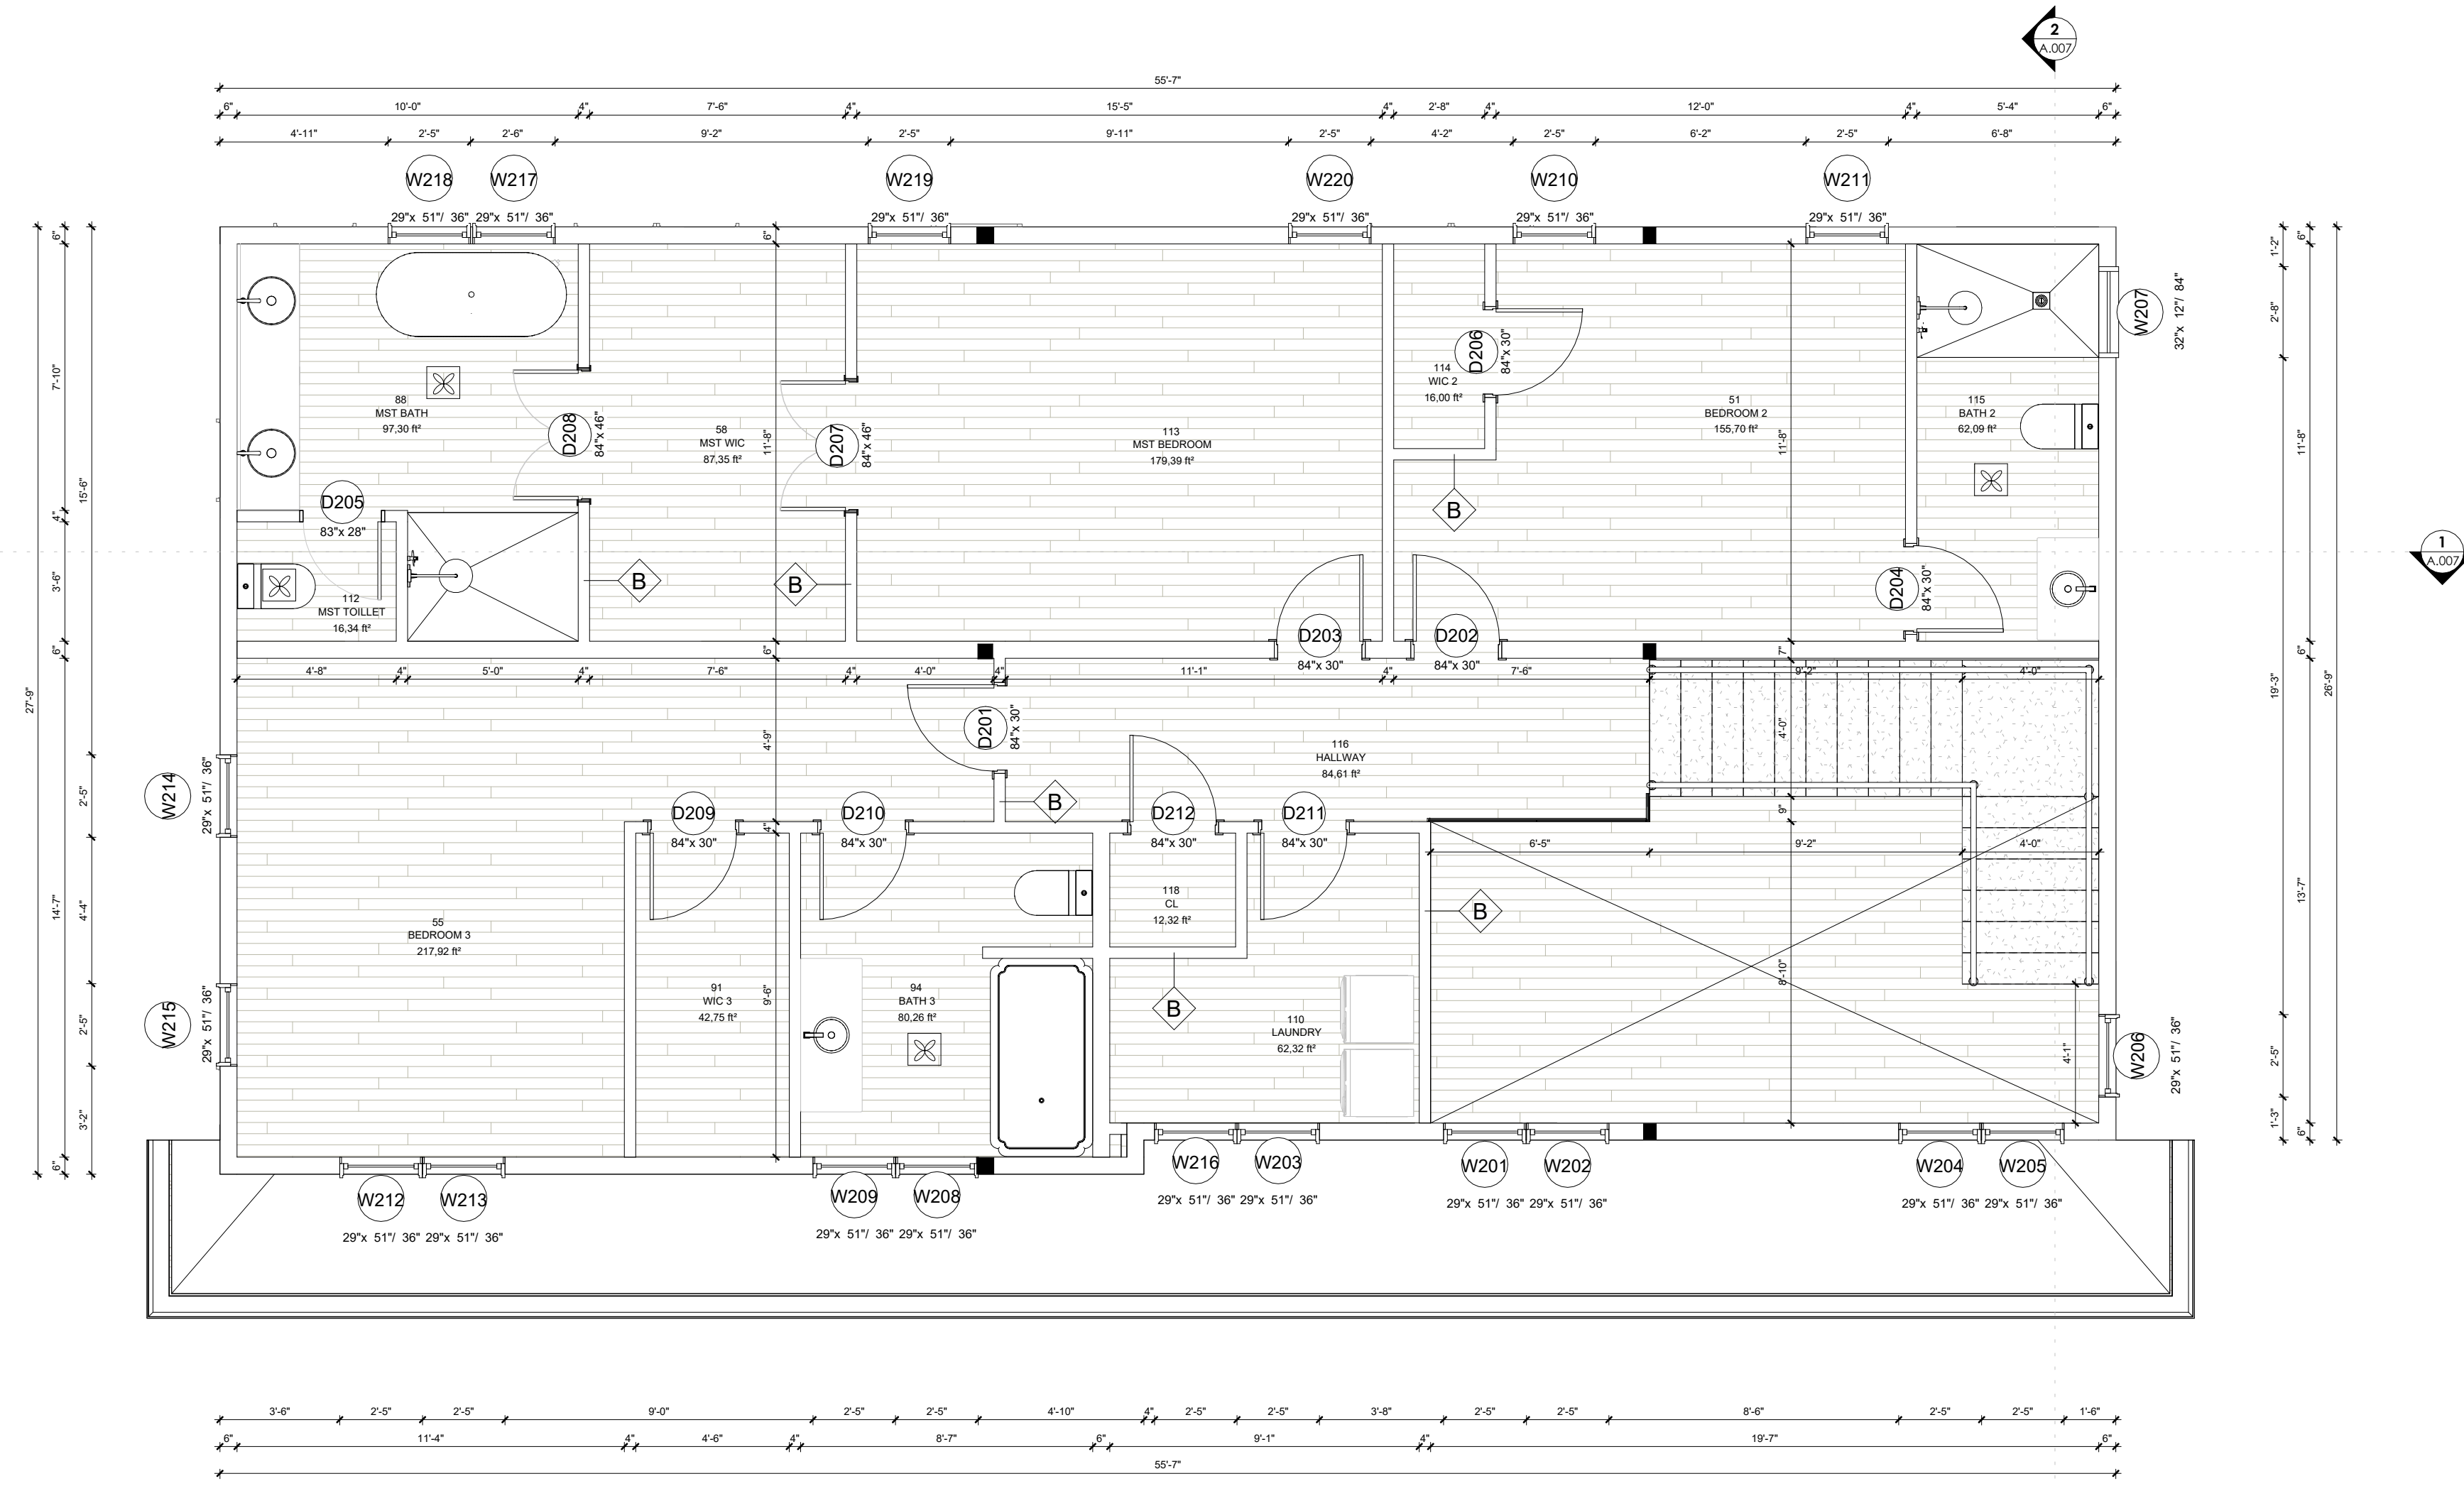 2
A.007
55'-7"
6" 10'-0" 4" 7'-6" 4" 15'-5" 4" 2'-8" 4" 12'-0" 4" 5'-4" 6"
4'-11" 2'-5" 2'-6" 9'-2" 2'-5" 9'-11" 2'-5" 4'-2" 2'-5" 6'-2" 2'-5" 6'-8"
W218 W217 W219 W220 W210 W211
29"x 51"/ 36" 29"x 51"/ 36" 29"x 51"/ 36" 29"x 51"/ 36" 29"x 51"/ 36" 29"x 51"/ 36"
27'-9"
6"
7'-10"
4"
3'-6"
6"
14'-7"
6"
15'-6"
2'-5"
4'-4"
2'-5"
3'-2"
1'-2"
2'-8"
19'-3"
2'-5"
1'-3"
6"
11'-8"
6"
13'-7"
6"
26'-9"
W207
32"x 12"/ 84"
88
MST BATH
97,30 ft²
D208
84"x 46"
58
MST WIC
87,35 ft²
6"
11'-8"
D207
84"x 46"
113
MST BEDROOM
179,39 ft²
114
WIC 2
16,00 ft²
D206
84"x 30"
51
BEDROOM 2
155,70 ft²
11'-8"
115
BATH 2
62,09 ft²
D205
83"x 28"
112
MST TOILLET
16,34 ft²
B
B
B
1
A.007
D203
84"x 30"
D202
84"x 30"
D204
84"x 30"
6"
7"
4'-8" 4" 5'-0" 4" 7'-6" 4" 4'-0" 4" 11'-1" 4" 7'-6" 9'-2" 4'-0"
D201
84"x 30"
4'-9"
116
HALLWAY
84,61 ft²
4'-0"
9"
W214
29"x 51"/ 36"
B
D209
84"x 30"
4"
D210
84"x 30"
D212
84"x 30"
D211
84"x 30"
6'-5" 9'-2" 4'-0"
55
BEDROOM 3
217,92 ft²
118
CL
12,32 ft²
B
W215
29"x 51"/ 36"
91
WIC 3
42,75 ft²
9'-6"
94
BATH 3
80,26 ft²
B
110
LAUNDRY
62,32 ft²
8'-10"
4'-1"
W206
29"x 51"/ 36"
W216 W203 W201 W202 W204 W205
29"x 51"/ 36" 29"x 51"/ 36" 29"x 51"/ 36" 29"x 51"/ 36" 29"x 51"/ 36" 29"x 51"/ 36"
W212 W213 W209 W208
29"x 51"/ 36" 29"x 51"/ 36" 29"x 51"/ 36" 29"x 51"/ 36"
3'-6" 2'-5" 2'-5" 9'-0" 2'-5" 2'-5" 4'-10" 4" 2'-5" 2'-5" 3'-8" 2'-5" 2'-5" 8'-6" 2'-5" 2'-5" 1'-6"
6" 11'-4" 4" 4'-6" 4" 8'-7" 6" 9'-1" 4" 19'-7" 6"
55'-7"